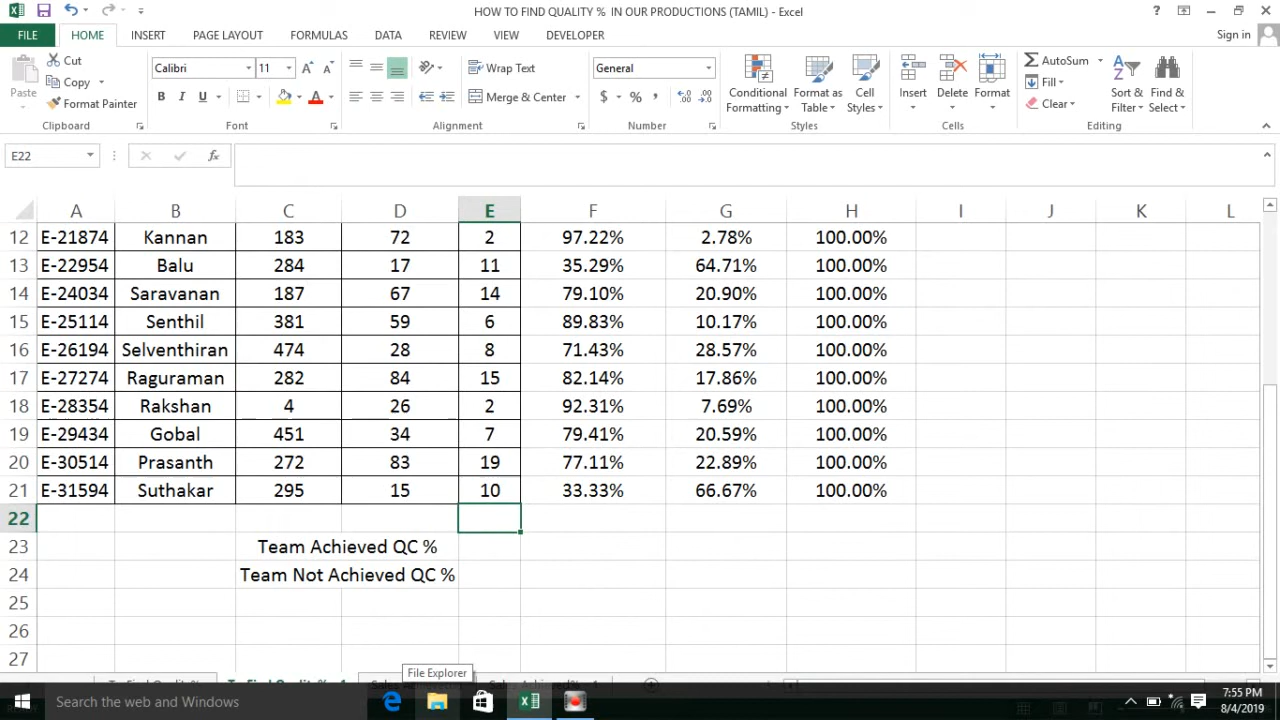 HOW TO FIND QUALITY % IN OUR PRODUCTIONS (TAMIL) - Excel
FILE HOME INSERT PAGE LAYOUT FORMULAS DATA REVIEW VIEW DEVELOPER Sign in
Cut
Copy
Format Painter
Paste
Clipboard
Calibri 11
B I U
Font
Wrap Text
Merge & Center
Alignment
General
$ % ,
Number
Conditional Formatting
Format as Table
Cell Styles
Styles
Insert Delete Format
Cells
AutoSum
Fill
Clear
Sort & Filter
Find & Select
Editing
E22
A B C D E F G H I J K L
12 E-21874 Kannan 183 72 2 97.22% 2.78% 100.00%
13 E-22954 Balu 284 17 11 35.29% 64.71% 100.00%
14 E-24034 Saravanan 187 67 14 79.10% 20.90% 100.00%
15 E-25114 Senthil 381 59 6 89.83% 10.17% 100.00%
16 E-26194 Selventhiran 474 28 8 71.43% 28.57% 100.00%
17 E-27274 Raguraman 282 84 15 82.14% 17.86% 100.00%
18 E-28354 Rakshan 4 26 2 92.31% 7.69% 100.00%
19 E-29434 Gobal 451 34 7 79.41% 20.59% 100.00%
20 E-30514 Prasanth 272 83 19 77.11% 22.89% 100.00%
21 E-31594 Suthakar 295 15 10 33.33% 66.67% 100.00%
22
23 Team Achieved QC %
24 Team Not Achieved QC %
25
26
27
File Explorer
Search the web and Windows
7:55 PM
8/4/2019